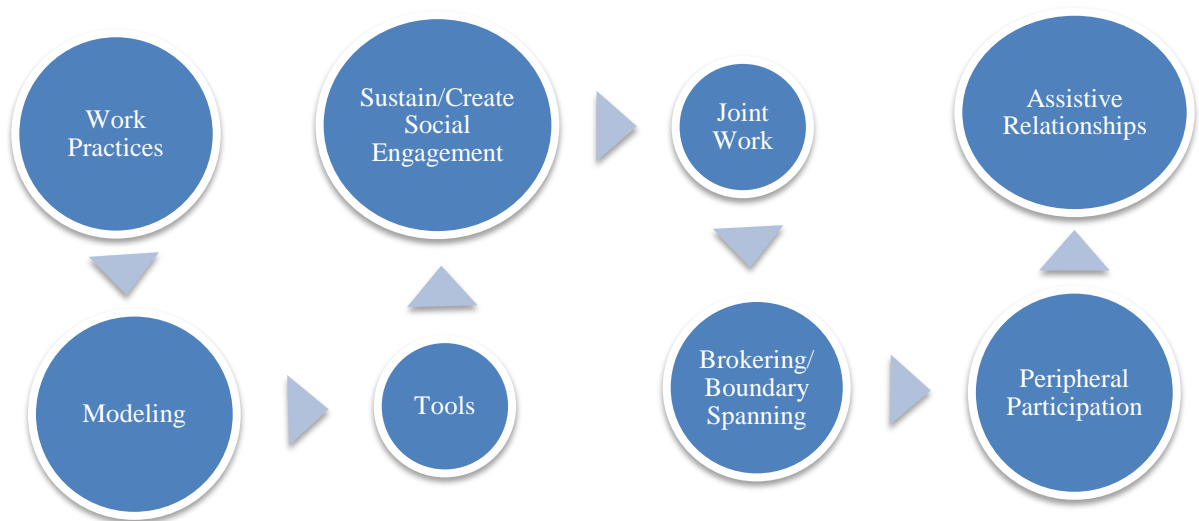 Work
Practices
Modeling
Tools
Sustain/Create
Social
Engagement
Joint
Work
Brokering/
Boundary
Spanning
Peripheral
Participation
Assistive
Relationships